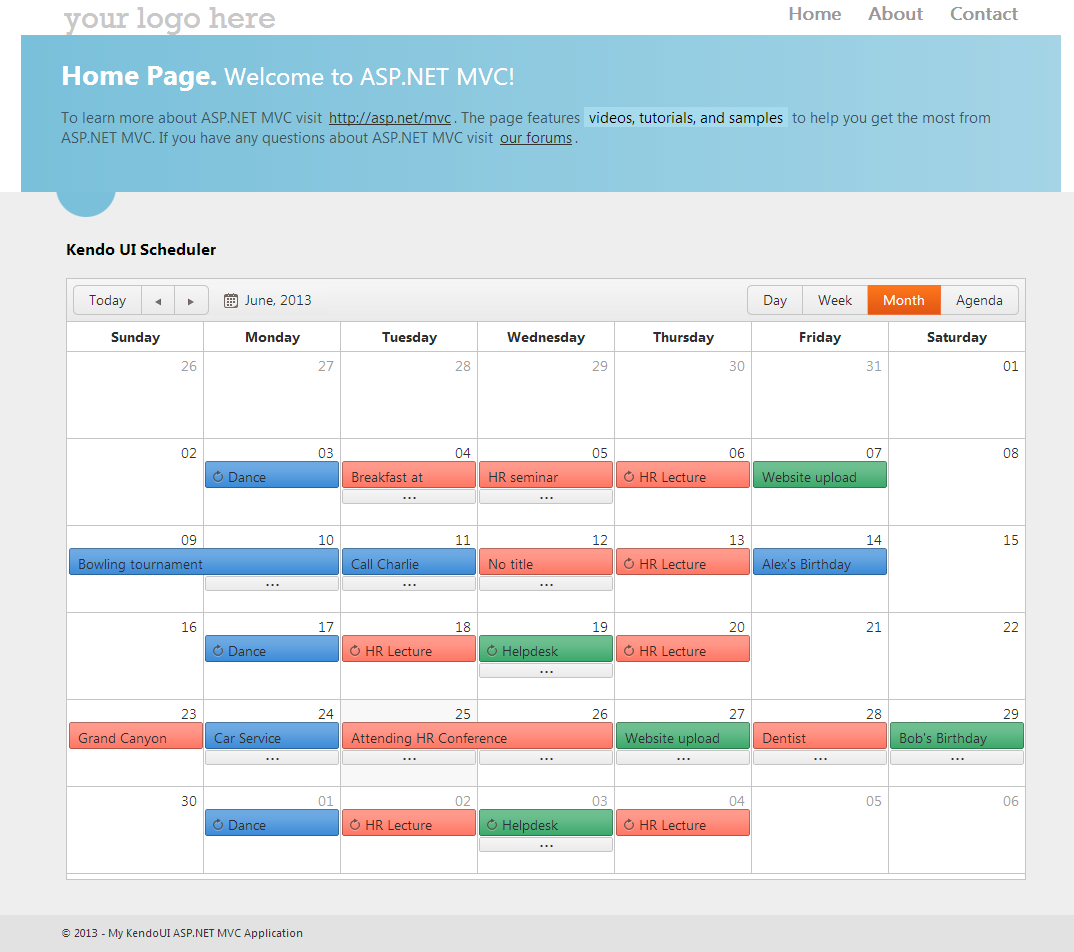 your logo here
Home About Contact
Home Page. Welcome to ASP.NET MVC!
To learn more about ASP.NET MVC visit http://asp.net/mvc . The page features videos, tutorials, and samples to help you get the most from
ASP.NET MVC. If you have any questions about ASP.NET MVC visit our forums .
Kendo UI Scheduler
Today June, 2013 Day Week Month Agenda
Sunday Monday Tuesday Wednesday Thursday Friday Saturday
26 27 28 29 30 31 01
02 03 04 05 06 07 08
Dance Breakfast at HR seminar HR Lecture Website upload
... ...
09 10 11 12 13 14 15
Bowling tournament Call Charlie No title HR Lecture Alex's Birthday
... ... ...
16 17 18 19 20 21 22
Dance HR Lecture Helpdesk HR Lecture
...
23 24 25 26 27 28 29
Grand Canyon Car Service Attending HR Conference Website upload Dentist Bob's Birthday
... ... ... ... ... ...
30 01 02 03 04 05 06
Dance HR Lecture Helpdesk HR Lecture
...
© 2013 - My KendoUI ASP.NET MVC Application